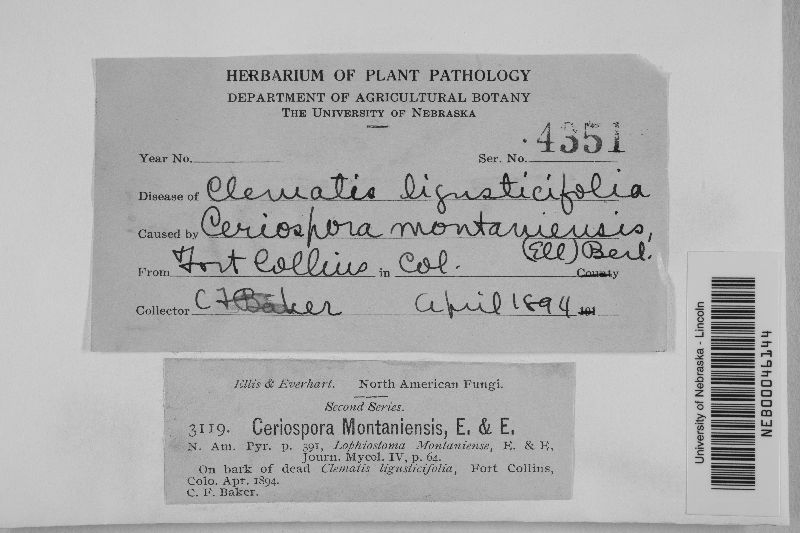 HERBARIUM OF PLANT PATHOLOGY
DEPARTMENT OF AGRICULTURAL BOTANY
THE UNIVERSITY OF NEBRASKA
Year No.
Ser. No. 4351
Disease of Clematis ligusticifolia
Caused by Ceriospora montaniensis,
(Ell) Berl.
From Fort Collins in Col. County
Collector C F Baker April 1894 191
Ellis & Everhart. North American Fungi.
Second Series.
3119. Ceriospora Montaniensis, E. & E.
N. Am. Pyr. p. 391, Lophiostoma Montaniense, E. & E,
Journ. Mycol. IV, p. 64.
On bark of dead Clematis ligusticifolia, Fort Collins,
Colo. Apr. 1894.
C. F. Baker.
University of Nebraska - Lincoln
NEB00046144